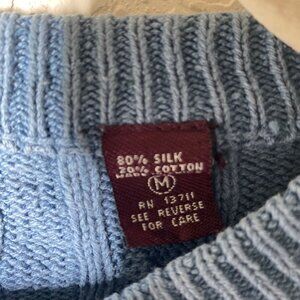 80% SILK
20% COTTON
M
RN 13711
SEE REVERSE
FOR CARE